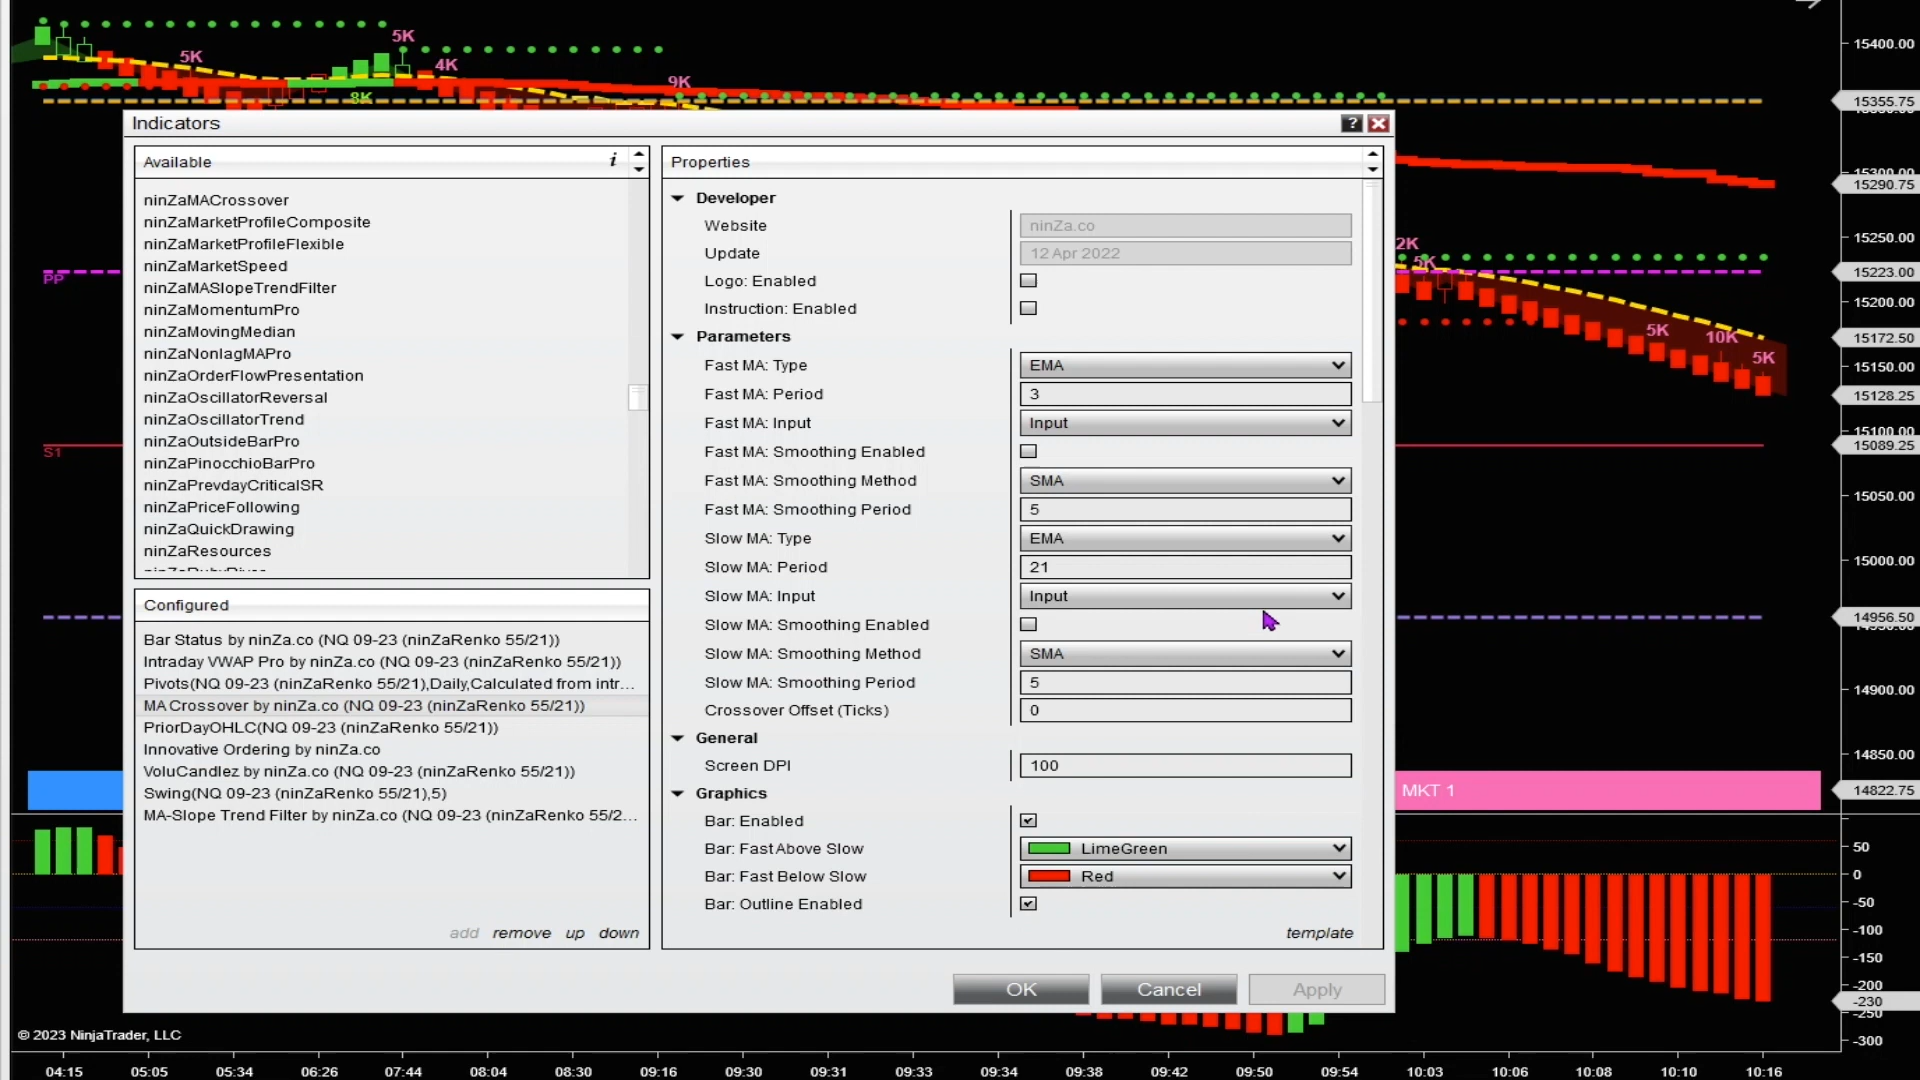 5K
5K
4K
9K
8K
15400.00
15355.75
Indicators
?
Available
i
ninZaMACrossover
ninZaMarketProfileComposite
ninZaMarketProfileFlexible
ninZaMarketSpeed
ninZaMASlopeTrendFilter
ninZaMomentumPro
ninZaMovingMedian
ninZaNonlagMAPro
ninZaOrderFlowPresentation
ninZaOscillatorReversal
ninZaOscillatorTrend
ninZaOutsideBarPro
ninZaPinocchioBarPro
ninZaPrevdayCriticalSR
ninZaPriceFollowing
ninZaQuickDrawing
ninZaResources
Configured
Bar Status by ninZa.co (NQ 09-23 (ninZaRenko 55/21))
Intraday VWAP Pro by ninZa.co (NQ 09-23 (ninZaRenko 55/21))
Pivots(NQ 09-23 (ninZaRenko 55/21),Daily,Calculated from intr...
MA Crossover by ninZa.co (NQ 09-23 (ninZaRenko 55/21))
PriorDayOHLC(NQ 09-23 (ninZaRenko 55/21))
Innovative Ordering by ninZa.co
VoluCandlez by ninZa.co (NQ 09-23 (ninZaRenko 55/21))
Swing(NQ 09-23 (ninZaRenko 55/21),5)
MA-Slope Trend Filter by ninZa.co (NQ 09-23 (ninZaRenko 55/2...
add remove up down
Properties
Developer
Website ninZa.co
Update 12 Apr 2022
Logo: Enabled
Instruction: Enabled
Parameters
Fast MA: Type EMA
Fast MA: Period 3
Fast MA: Input Input
Fast MA: Smoothing Enabled
Fast MA: Smoothing Method SMA
Fast MA: Smoothing Period 5
Slow MA: Type EMA
Slow MA: Period 21
Slow MA: Input Input
Slow MA: Smoothing Enabled
Slow MA: Smoothing Method SMA
Slow MA: Smoothing Period 5
Crossover Offset (Ticks) 0
General
Screen DPI 100
Graphics
Bar: Enabled
Bar: Fast Above Slow LimeGreen
Bar: Fast Below Slow Red
Bar: Outline Enabled
template
OK Cancel Apply
PP
S1
2K
5K
5K
10K
5K
MKT 1
15300.00
15290.75
15250.00
15223.00
15200.00
15172.50
15150.00
15128.25
15100.00
15089.25
15050.00
15000.00
14956.50
14900.00
14850.00
14822.75
50
0
-50
-100
-150
-200
-230
-250
-300
© 2023 NinjaTrader, LLC
04:15 05:05 05:34 06:26 07:44 08:04 08:30 09:16 09:30 09:31 09:33 09:34 09:38 09:42 09:50 09:54 10:03 10:06 10:08 10:10 10:16